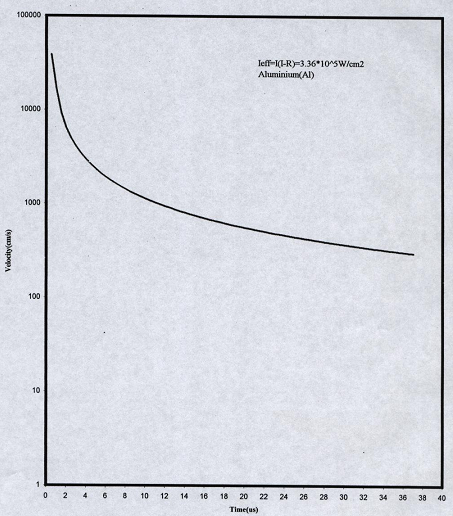 100000
Ieff=I(I-R)=3.36*10^5W/cm2
Aluminium(Al)
10000
1000
Velocity(cm/s)
100
10
1
0 2 4 6 8 10 12 14 16 18 20 22 24 26 28 30 32 34 36 38 40
Time(us)